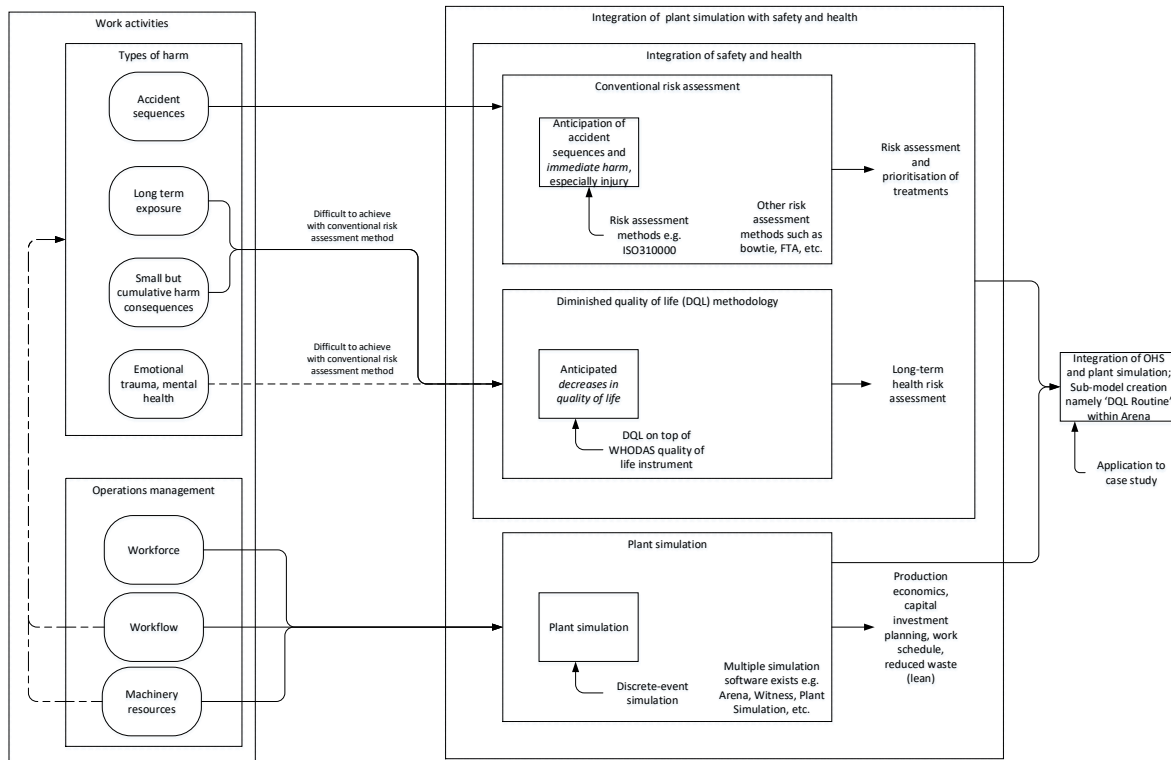 Work activities
Types of harm
Accident
sequences
Long term
exposure
Small but
cumulative harm
consequences
Emotional
trauma, mental
health
Operations management
Workforce
Workflow
Machinery
resources
Difficult to achieve
with conventional risk
assessment method
Difficult to achieve
with conventional risk
assessment method
Integration of plant simulation with safety and health
Integration of safety and health
Conventional risk assessment
Anticipation of
accident
sequences and
immediate harm,
especially injury
Risk assessment
methods e.g.
ISO310000
Other risk
assessment
methods such as
bowtie, FTA, etc.
Diminished quality of life (DQL) methodology
Anticipated
decreases in
quality of life
DQL on top of
WHODAS quality of
life instrument
Plant simulation
Plant simulation
Discrete-event
simulation
Multiple simulation
software exists e.g.
Arena, Witness, Plant
Simulation, etc.
Risk assessment
and
prioritisation of
treatments
Long-term
health risk
assessment
Production
economics,
capital
investment
planning, work
schedule,
reduced waste
(lean)
Integration of OHS
and plant simulation;
Sub-model creation
namely ‘DQL Routine’
within Arena
Application to
case study